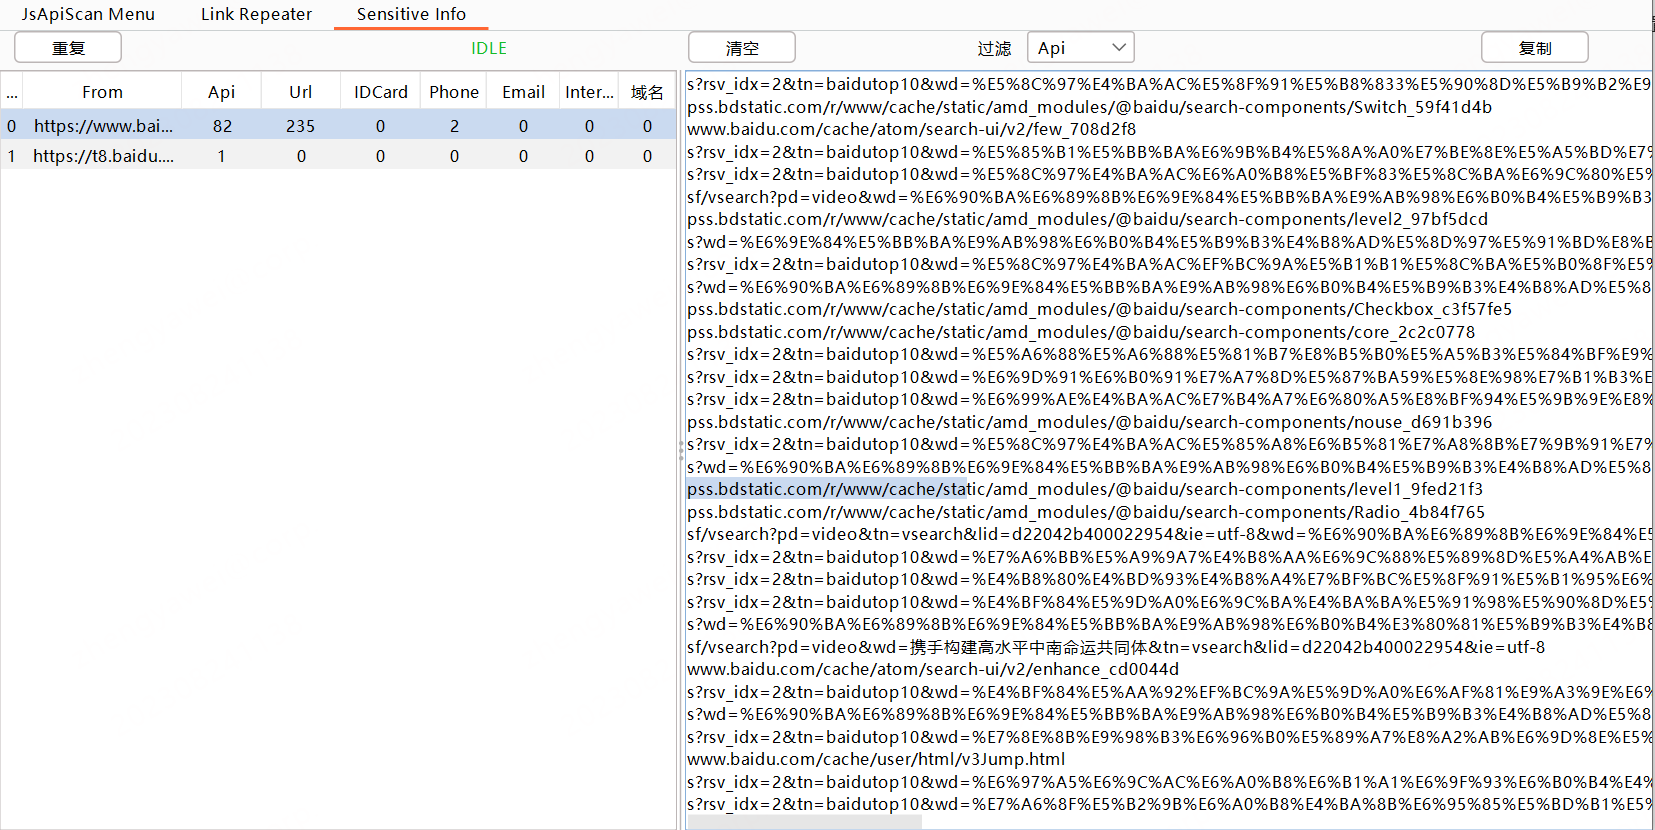 JsApiScan Menu Link Repeater Sensitive Info
重复 IDLE 清空 过滤 Api 复制
... From Api Url IDCard Phone Email Inter... 域名
0 https://www.bai... 82 235 0 2 0 0 0
1 https://t8.baidu.... 1 0 0 0 0 0 0
s?rsv_idx=2&tn=baidutop10&wd=%E5%8C%97%E4%BA%AC%E5%8F%91%E5%B8%833%E5%90%8D%E5%B9%B2%E9
pss.bdstatic.com/r/www/cache/static/amd_modules/@baidu/search-components/Switch_59f41d4b
www.baidu.com/cache/atom/search-ui/v2/few_708d2f8
s?rsv_idx=2&tn=baidutop10&wd=%E5%85%B1%E5%BB%BA%E6%9B%B4%E5%8A%A0%E7%BE%8E%E5%A5%BD%E7%
s?rsv_idx=2&tn=baidutop10&wd=%E5%8C%97%E4%BA%AC%E6%A0%B8%E5%BF%83%E5%8C%BA%E6%9C%80%E5%
sf/vsearch?pd=video&wd=%E6%90%BA%E6%89%8B%E6%9E%84%E5%BB%BA%E9%AB%98%E6%B0%B4%E5%B9%B3
pss.bdstatic.com/r/www/cache/static/amd_modules/@baidu/search-components/level2_97bf5dcd
s?wd=%E6%9E%84%E5%BB%BA%E9%AB%98%E6%B0%B4%E5%B9%B3%E4%B8%AD%E5%8D%97%E5%91%BD%E8%B
s?rsv_idx=2&tn=baidutop10&wd=%E5%8C%97%E4%BA%AC%EF%BC%9A%E5%B1%B1%E5%8C%BA%E5%B0%8F%E5%
s?wd=%E6%90%BA%E6%89%8B%E6%9E%84%E5%BB%BA%E9%AB%98%E6%B0%B4%E5%B9%B3%E4%B8%AD%E5%8
pss.bdstatic.com/r/www/cache/static/amd_modules/@baidu/search-components/Checkbox_c3f57fe5
pss.bdstatic.com/r/www/cache/static/amd_modules/@baidu/search-components/core_2c2c0778
s?rsv_idx=2&tn=baidutop10&wd=%E5%A6%88%E5%A6%88%E5%81%B7%E8%B5%B0%E5%A5%B3%E5%84%BF%E9%
s?rsv_idx=2&tn=baidutop10&wd=%E6%9D%91%E6%B0%91%E7%A7%8D%E5%87%BA59%E5%8E%98%E7%B1%B3%E
s?rsv_idx=2&tn=baidutop10&wd=%E6%99%AE%E4%BA%AC%E7%B4%A7%E6%80%A5%E8%BF%94%E5%9B%9E%E8%
pss.bdstatic.com/r/www/cache/static/amd_modules/@baidu/search-components/nouse_d691b396
s?rsv_idx=2&tn=baidutop10&wd=%E5%8C%97%E4%BA%AC%E5%85%A8%E6%B5%81%E7%A8%8B%E7%9B%91%E7%
s?wd=%E6%90%BA%E6%89%8B%E6%9E%84%E5%BB%BA%E9%AB%98%E6%B0%B4%E5%B9%B3%E4%B8%AD%E5%8
pss.bdstatic.com/r/www/cache/static/amd_modules/@baidu/search-components/level1_9fed21f3
pss.bdstatic.com/r/www/cache/static/amd_modules/@baidu/search-components/Radio_4b84f765
sf/vsearch?pd=video&tn=vsearch&lid=d22042b400022954&ie=utf-8&wd=%E6%90%BA%E6%89%8B%E6%9E%84%E5
s?rsv_idx=2&tn=baidutop10&wd=%E7%A6%BB%E5%A9%9A7%E4%B8%AA%E6%9C%88%E5%89%8D%E5%A4%AB%E
s?rsv_idx=2&tn=baidutop10&wd=%E4%B8%80%E4%BD%93%E4%B8%A4%E7%BF%BC%E5%8F%91%E5%B1%95%E6%
s?rsv_idx=2&tn=baidutop10&wd=%E4%BF%84%E5%9D%A0%E6%9C%BA%E4%BA%BA%E5%91%98%E5%90%8D%E5%
s?wd=%E6%90%BA%E6%89%8B%E6%9E%84%E5%BB%BA%E9%AB%98%E6%B0%B4%E3%80%81%E5%B9%B3%E4%B8
sf/vsearch?pd=video&wd=携手构建高水平中南命运共同体&tn=vsearch&lid=d22042b400022954&ie=utf-8
www.baidu.com/cache/atom/search-ui/v2/enhance_cd0044d
s?rsv_idx=2&tn=baidutop10&wd=%E4%BF%84%E5%AA%92%EF%BC%9A%E5%9D%A0%E6%AF%81%E9%A3%9E%E6%
s?wd=%E6%90%BA%E6%89%8B%E6%9E%84%E5%BB%BA%E9%AB%98%E6%B0%B4%E5%B9%B3%E4%B8%AD%E5%8
s?rsv_idx=2&tn=baidutop10&wd=%E7%8E%8B%E9%98%B3%E6%96%B0%E5%89%A7%E8%A2%AB%E6%9D%8E%E5%
www.baidu.com/cache/user/html/v3Jump.html
s?rsv_idx=2&tn=baidutop10&wd=%E6%97%A5%E6%9C%AC%E6%A0%B8%E6%B1%A1%E6%9F%93%E6%B0%B4%E4%
s?rsv_idx=2&tn=baidutop10&wd=%E7%A6%8F%E5%B2%9B%E6%A0%B8%E4%BA%8B%E6%95%85%E5%BD%B1%E5%